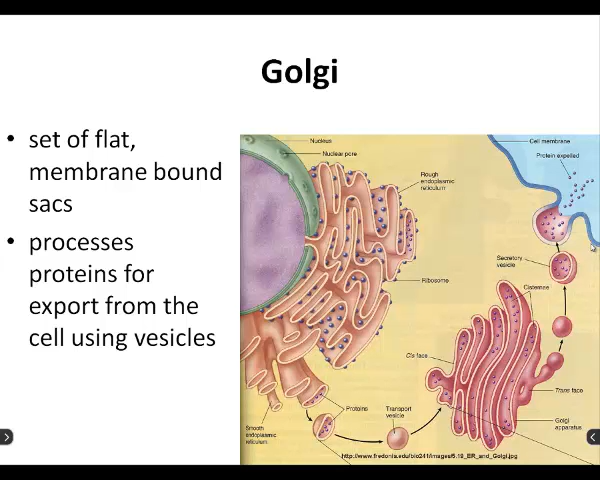 Golgi
• set of flat,
membrane bound
sacs
• processes
proteins for
export from the
cell using vesicles
Nucleus
Nuclear pore
Rough
endoplasmic
reticulum
Ribosome
Cell membrane
Protein expelled
Secretory
vesicle
Cisternae
Cis face
Trans face
Golgi
apparatus
Proteins
Transport
vesicle
Smooth
endoplasmic
reticulum
http://www.fredonia.edu/bio241/images/5.19_ER_and_Golgi.jpg